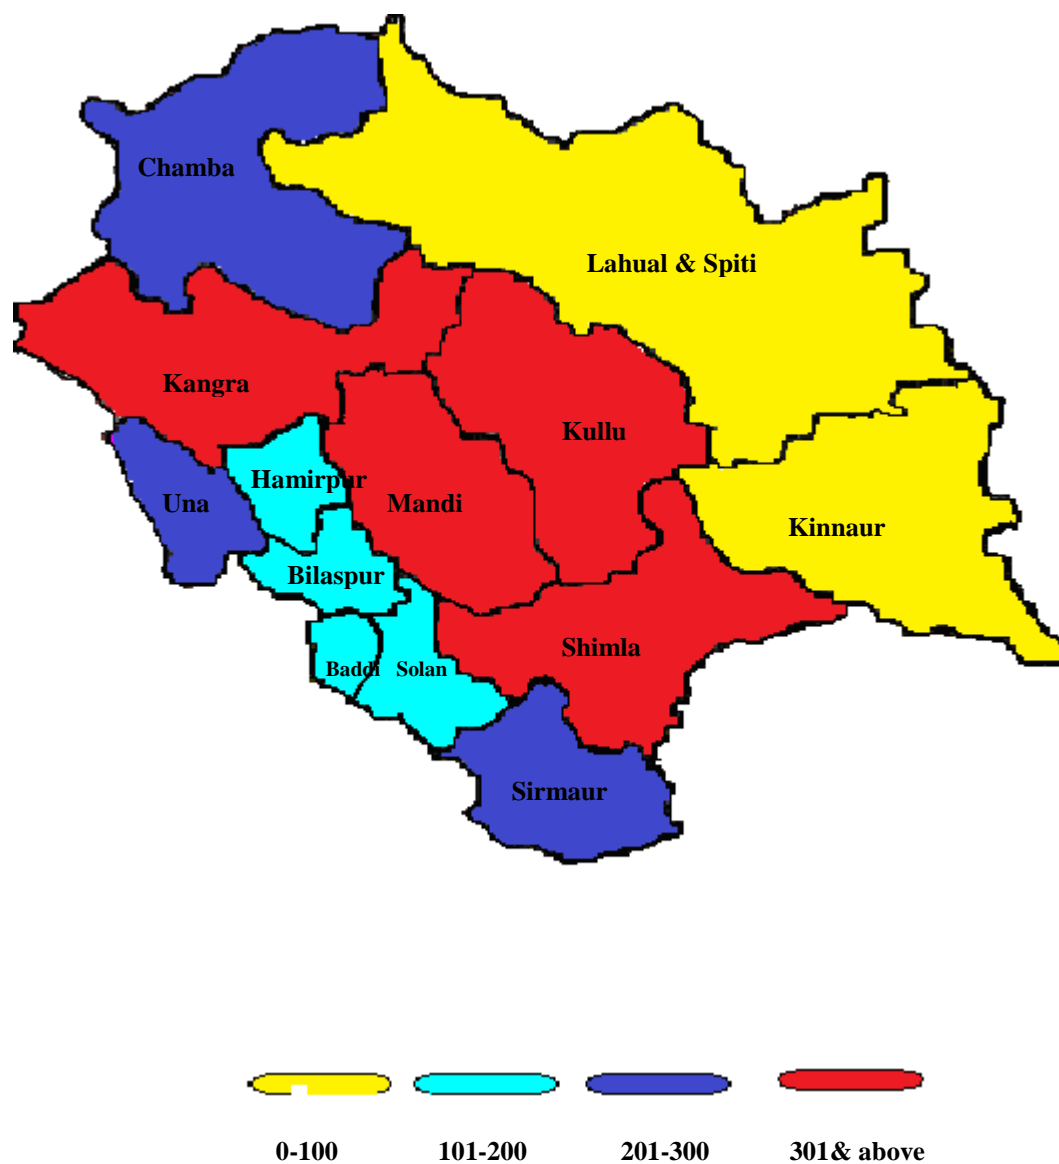 Chamba
Lahual & Spiti
Kangra
Kullu
Hamirpur
Una
Mandi
Kinnaur
Bilaspur
Shimla
Baddi
Solan
Sirmaur
0-100
101-200
201-300
301& above